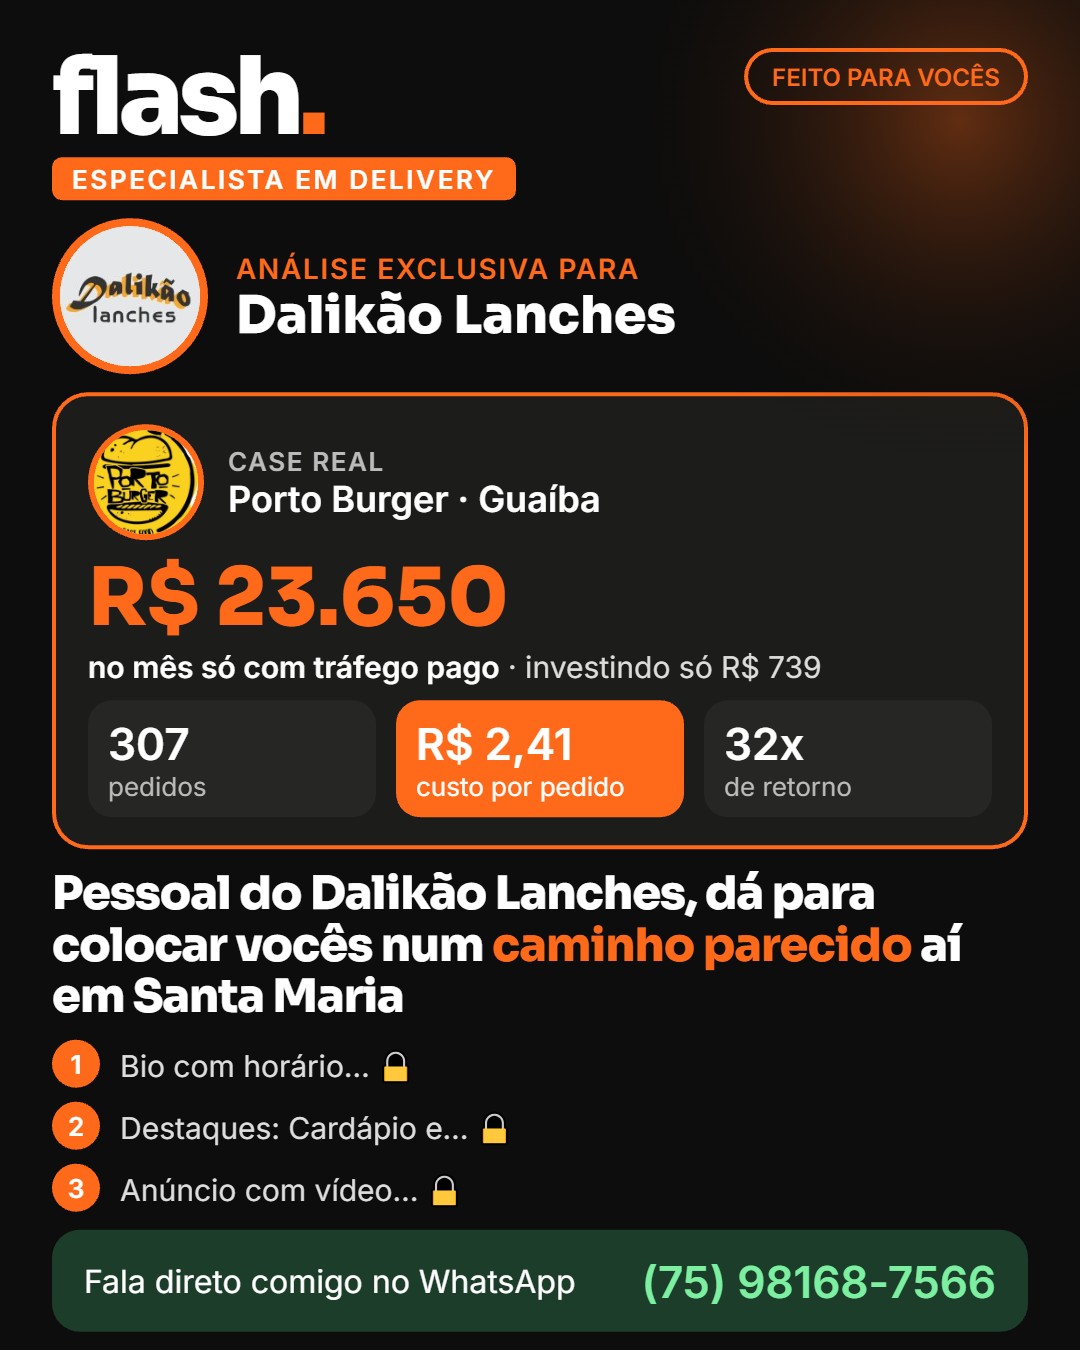 flash.
FEITO PARA VOCÊS
ESPECIALISTA EM DELIVERY
Dalikão
lanches
ANÁLISE EXCLUSIVA PARA
Dalikão Lanches
PORTO
BURGER
CASE REAL
Porto Burger · Guaíba
R$ 23.650
no mês só com tráfego pago · investindo só R$ 739
307
pedidos
R$ 2,41
custo por pedido
32x
de retorno
Pessoal do Dalikão Lanches, dá para
colocar vocês num caminho parecido aí
em Santa Maria
1 Bio com horário... 🔒
2 Destaques: Cardápio e... 🔒
3 Anúncio com vídeo... 🔒
Fala direto comigo no WhatsApp (75) 98168-7566